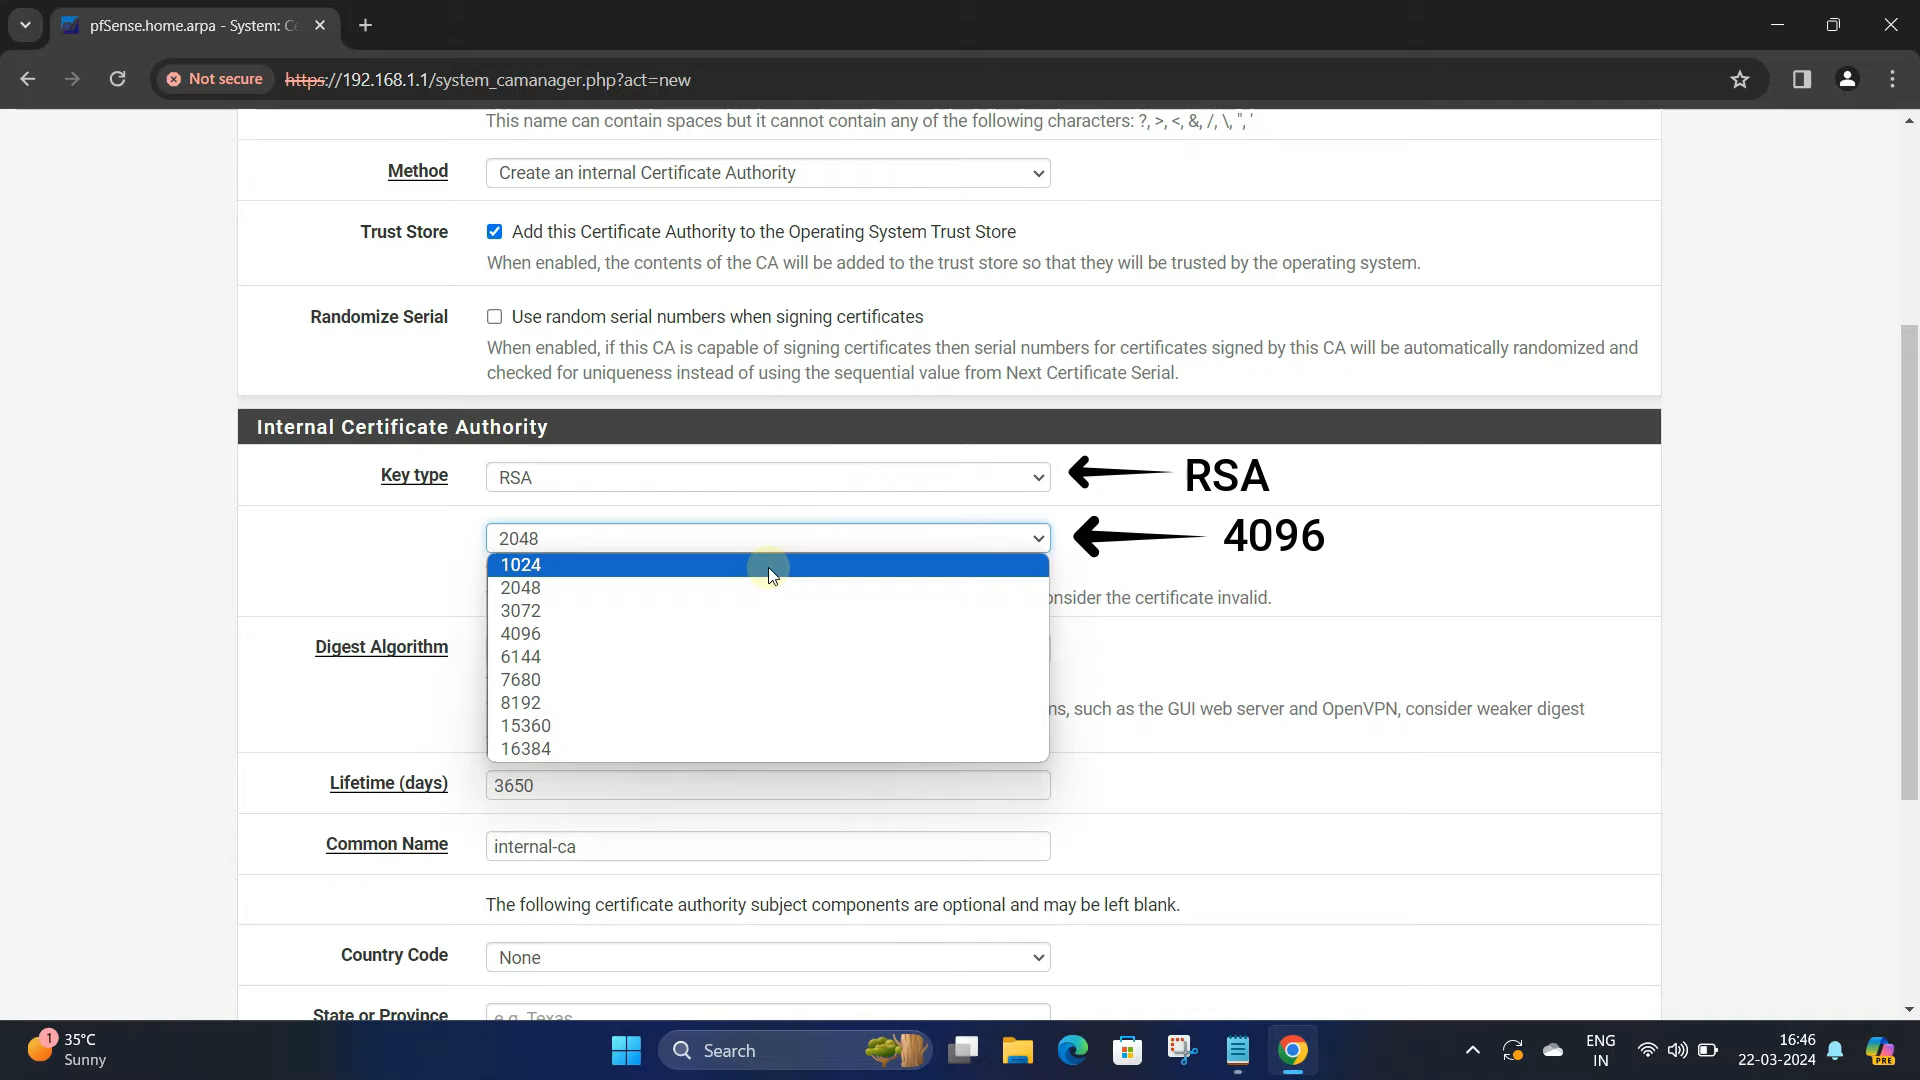 pfSense.home.arpa - System: Ce
Not secure
https://192.168.1.1/system_camanager.php?act=new
This name can contain spaces but it cannot contain any of the following characters: ?, >, <, &, /, \, ", '
Method
Create an internal Certificate Authority
Trust Store
Add this Certificate Authority to the Operating System Trust Store
When enabled, the contents of the CA will be added to the trust store so that they will be trusted by the operating system.
Randomize Serial
Use random serial numbers when signing certificates
When enabled, if this CA is capable of signing certificates then serial numbers for certificates signed by this CA will be automatically randomized and
checked for uniqueness instead of using the sequential value from Next Certificate Serial.
Internal Certificate Authority
Key type
RSA
RSA
2048
4096
1024
2048
3072
4096
6144
7680
8192
15360
16384
onsider the certificate invalid.
Digest Algorithm
ns, such as the GUI web server and OpenVPN, consider weaker digest
Lifetime (days)
3650
Common Name
internal-ca
The following certificate authority subject components are optional and may be left blank.
Country Code
None
State or Province
e.g. Texas
1
35°C
Sunny
Search
ENG
IN
16:46
22-03-2024
PRE